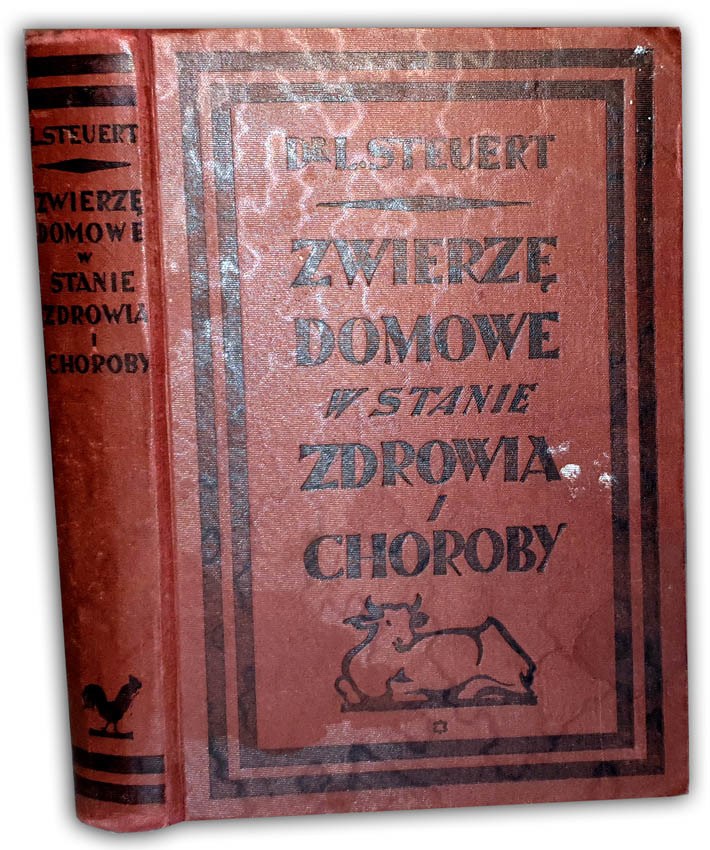 L. STEUERT
ZWIERZĘ
DOMOWE
W
STANIE
ZDROWIA
I
CHOROBY
DR L. STEUERT
ZWIERZĘ
DOMOWE
W STANIE
ZDROWIA
I
CHOROBY